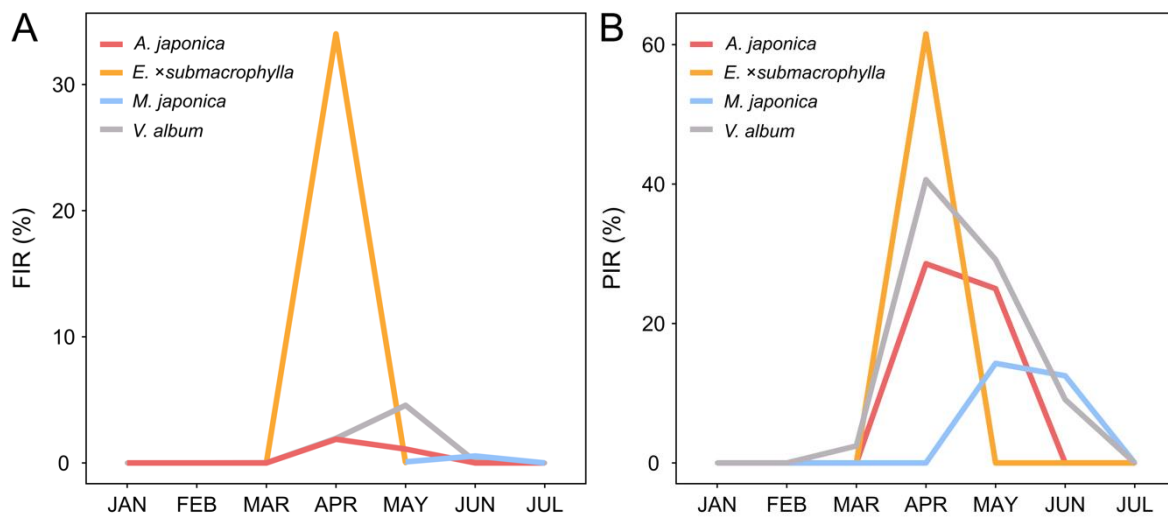 A
A. japonica
E. ×submacrophylla
M. japonica
V. album
FIR (%)
30
20
10
0
JAN FEB MAR APR MAY JUN JUL
B
A. japonica
E. ×submacrophylla
M. japonica
V. album
PIR (%)
60
40
20
0
JAN FEB MAR APR MAY JUN JUL